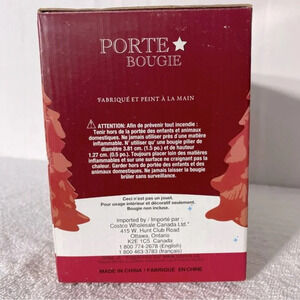 PORTE★
BOUGIE
FABRIQUÉ ET PEINT À LA MAIN
⚠ ATTENTION! Afin de prévenir tout incendie :
Tenir hors de la portée des enfants et animaux
domestiques. Ne jamais utiliser près d'une matière
inflammable. N' utiliser qu' une bougie pilier de
diamètre 3.81 cm. (1.5 po.) et de hauteur
1.27 cm. (0.5 po.). Toujours placer loin des matières
inflammables et sur une surface ne craignant pas la
chaleur. Garder hors de portée des enfants et des
animaux domestiques. Ne jamais laisser la bougie
brûler sans surveillance.
Ceci n'est pas un jouet.
Pour usage intérieur et décoratif seulement.
Bougie non incluse.
Imported by / Importé par :
Costco Wholesale Canada Ltd.*
415 W. Hunt Club Road
Ottawa, Ontario
K2E 1C5, Canada
1 800 774-2678 (English)
1 800 463-3783 (français)
MADE IN CHINA / FABRIQUÉ EN CHINE